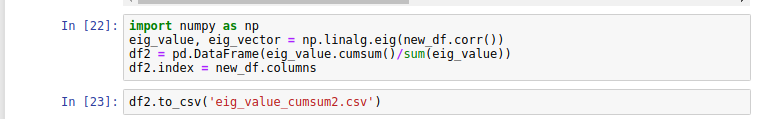 In [22]: import numpy as np
eig_value, eig_vector = np.linalg.eig(new_df.corr())
df2 = pd.DataFrame(eig_value.cumsum()/sum(eig_value))
df2.index = new_df.columns
In [23]: df2.to_csv('eig_value_cumsum2.csv')